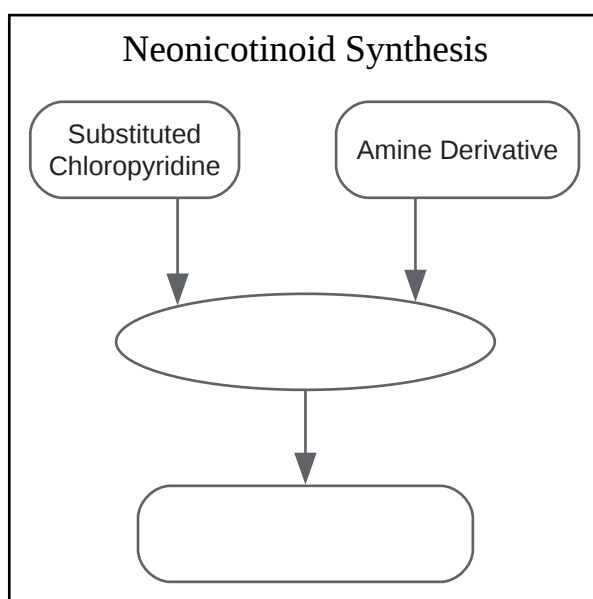 Neonicotinoid Synthesis
Substituted
Chloropyridine
Amine Derivative